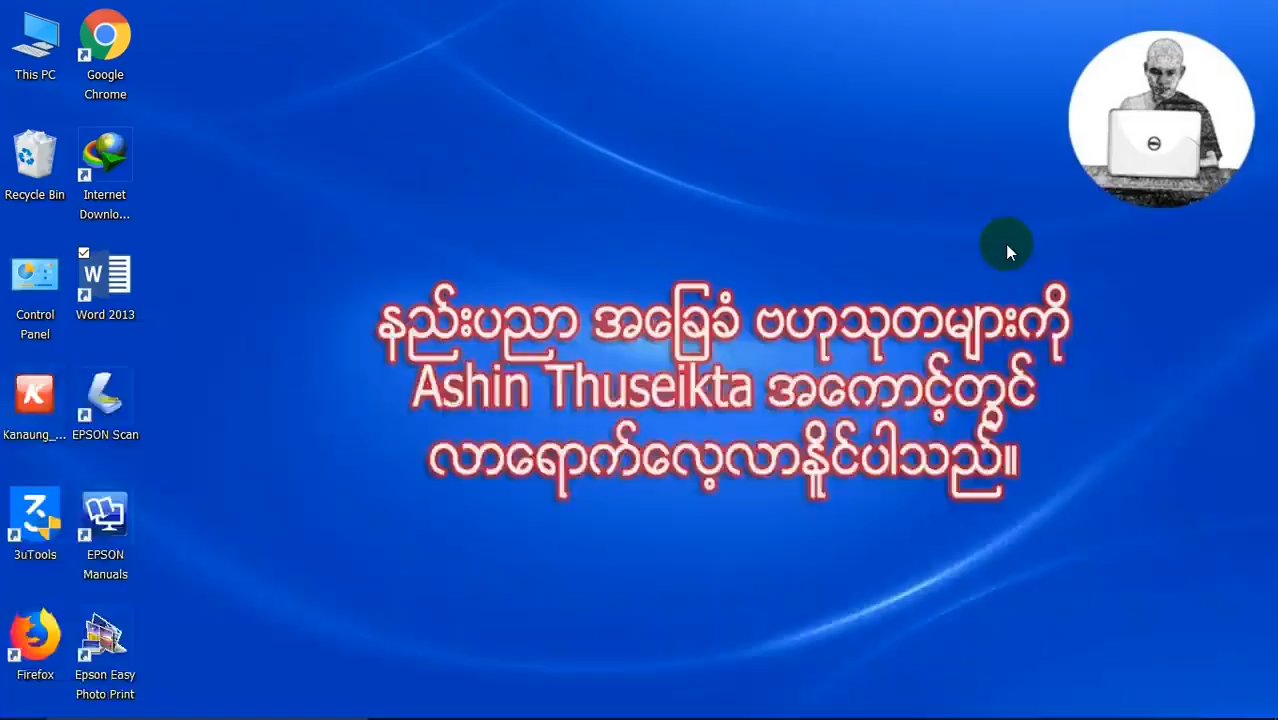 This PC
Google
Chrome
Recycle Bin
Internet
Downlo...
Control
Panel
Word 2013
Kanaung_...
EPSON Scan
3uTools
EPSON
Manuals
Firefox
Epson Easy
Photo Print
နည်းပညာ အခြေခံ ဗဟုသုတများကို
Ashin Thuseikta အကောင့်တွင်
လာရောက်လေ့လာနိူင်ပါသည်။